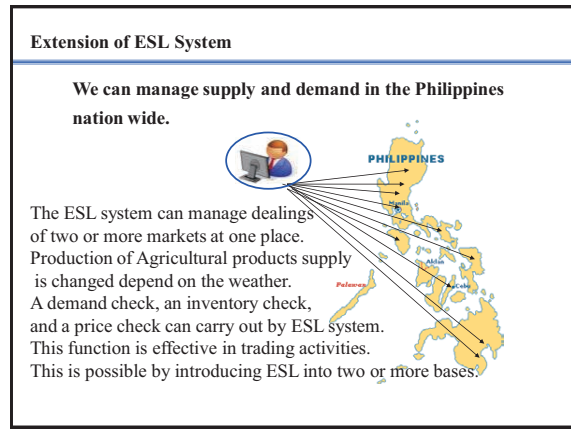 Extension of ESL System
We can manage supply and demand in the Philippines
nation wide.
PHILIPPINES
Manila
The ESL system can manage dealings
of two or more markets at one place.
Production of Agricultural products supply
is changed depend on the weather.
A demand check, an inventory check,
and a price check can carry out by ESL system.
This function is effective in trading activities.
This is possible by introducing ESL into two or more bases.
Aklan
Palawan
Cebu